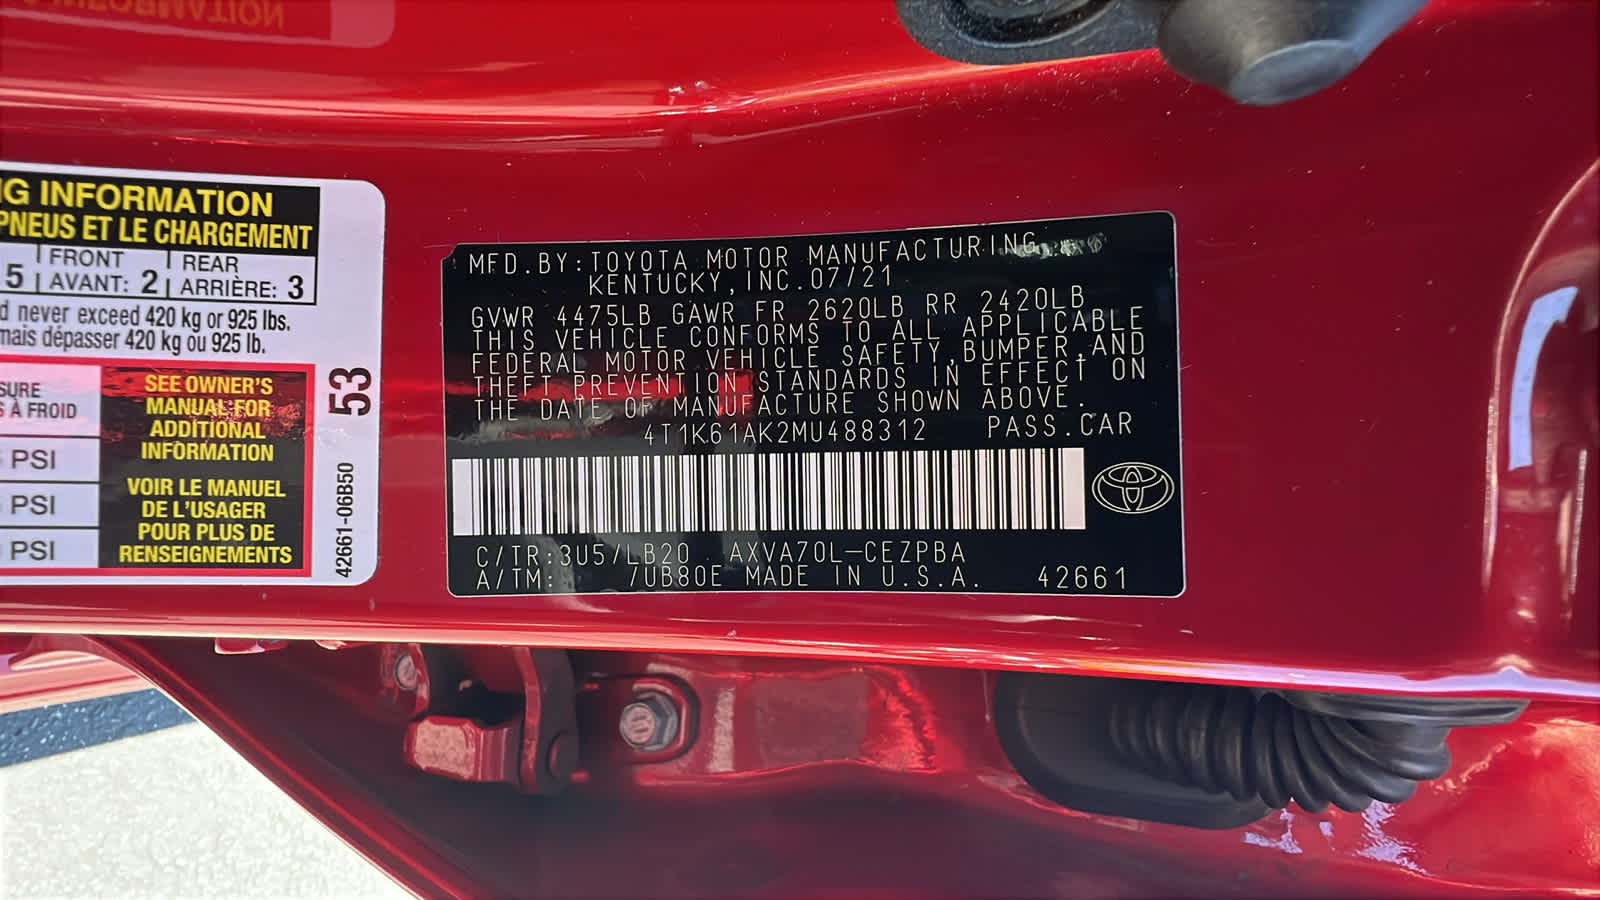 NG INFORMATION
PNEUS ET LE CHARGEMENT
5 FRONT AVANT: 2 REAR ARRIÈRE: 3
never exceed 420 kg or 925 lbs.
mais dépasser 420 kg ou 925 lb.
À FROID
PSI
PSI
PSI
SEE OWNER'S
MANUAL FOR
ADDITIONAL
INFORMATION
VOIR LE MANUEL
DE L'USAGER
POUR PLUS DE
RENSEIGNEMENTS
53
42661-06B50
MFD.BY:TOYOTA MOTOR MANUFACTURING,
KENTUCKY,INC.07/21
GVWR 4475LB GAWR FR 2620LB RR 2420LB
THIS VEHICLE CONFORMS TO ALL APPLICABLE
FEDERAL MOTOR VEHICLE SAFETY,BUMPER,AND
THEFT PREVENTION STANDARDS IN EFFECT ON
THE DATE OF MANUFACTURE SHOWN ABOVE.
4T1K61AK2MU488312 PASS.CAR
C/TR:3U5/LB20 AXVA70L-CEZPBA
A/TM: /UB80E MADE IN U.S.A. 42661